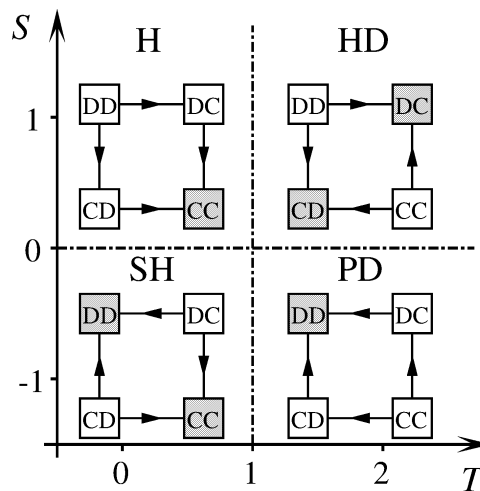 S
H HD
DD DC DD DC
1
CD CC CD CC
0
SH PD
DD DC DD DC
-1
CD CC CD CC
0 1 2 T